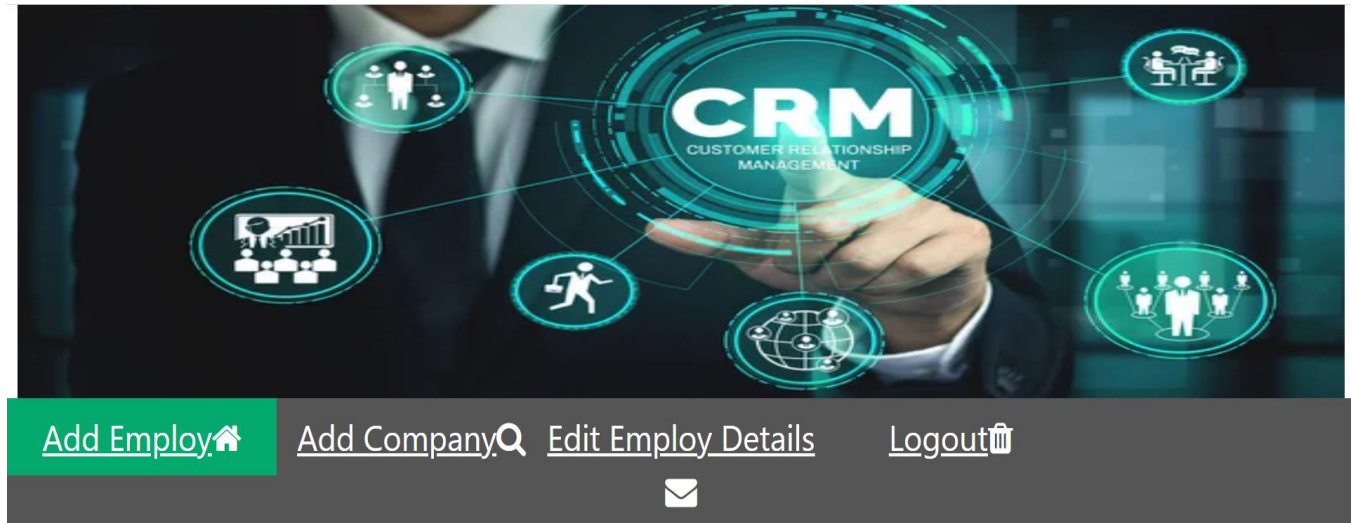 CRM
CUSTOMER RELATIONSHIP
MANAGEMENT
Add Employ Add Company Edit Employ Details Logout